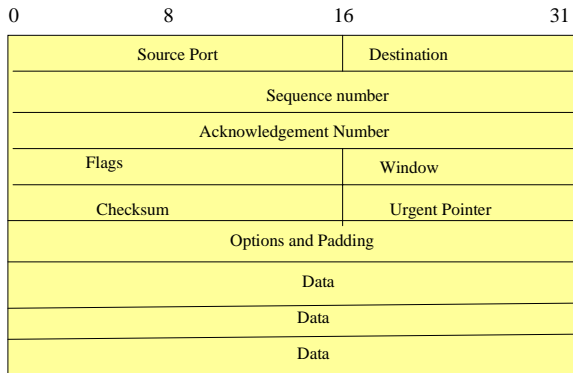 0 8 16 31
Source Port Destination
Sequence number
Acknowledgement Number
Flags Window
Checksum Urgent Pointer
Options and Padding
Data
Data
Data